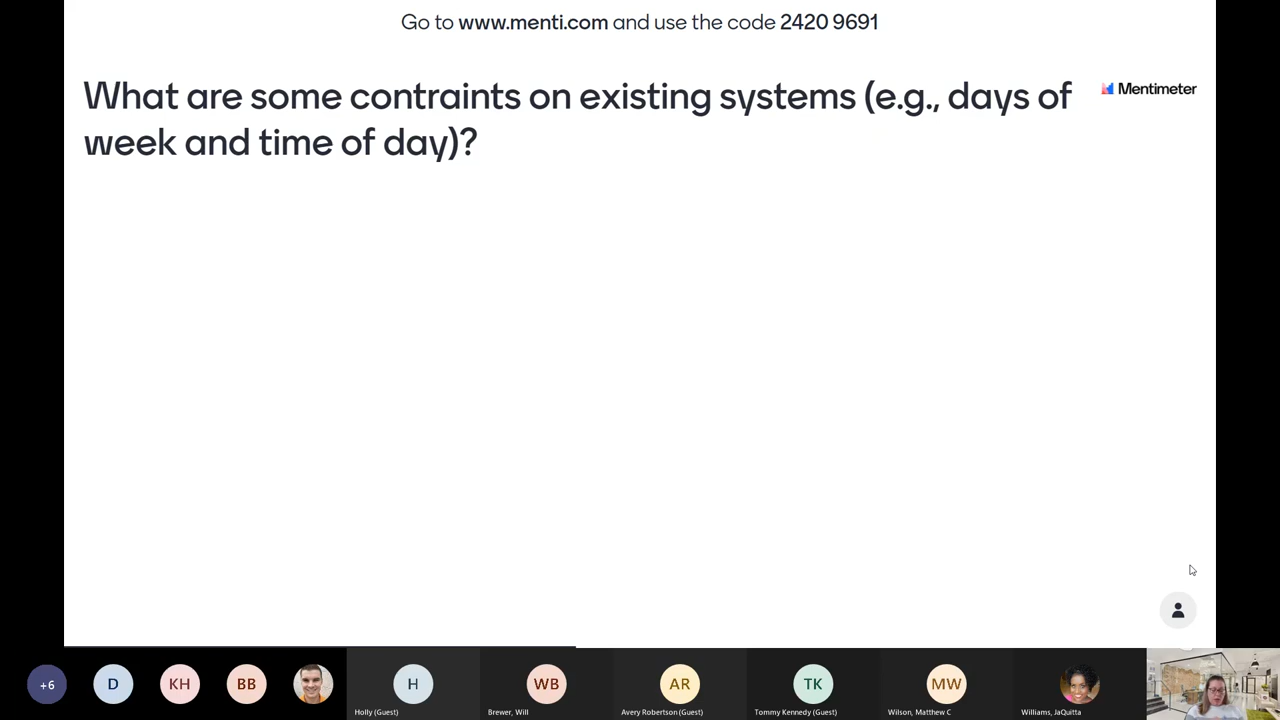 Go to www.menti.com and use the code 2420 9691
What are some contraints on existing systems (e.g., days of
week and time of day)?
Mentimeter
+6
D
KH
BB
H
WB
AR
TK
MW
Holly (Guest)
Brewer, Will
Avery Robertson (Guest)
Tommy Kennedy (Guest)
Wilson, Matthew C
Williams, JaQuitta